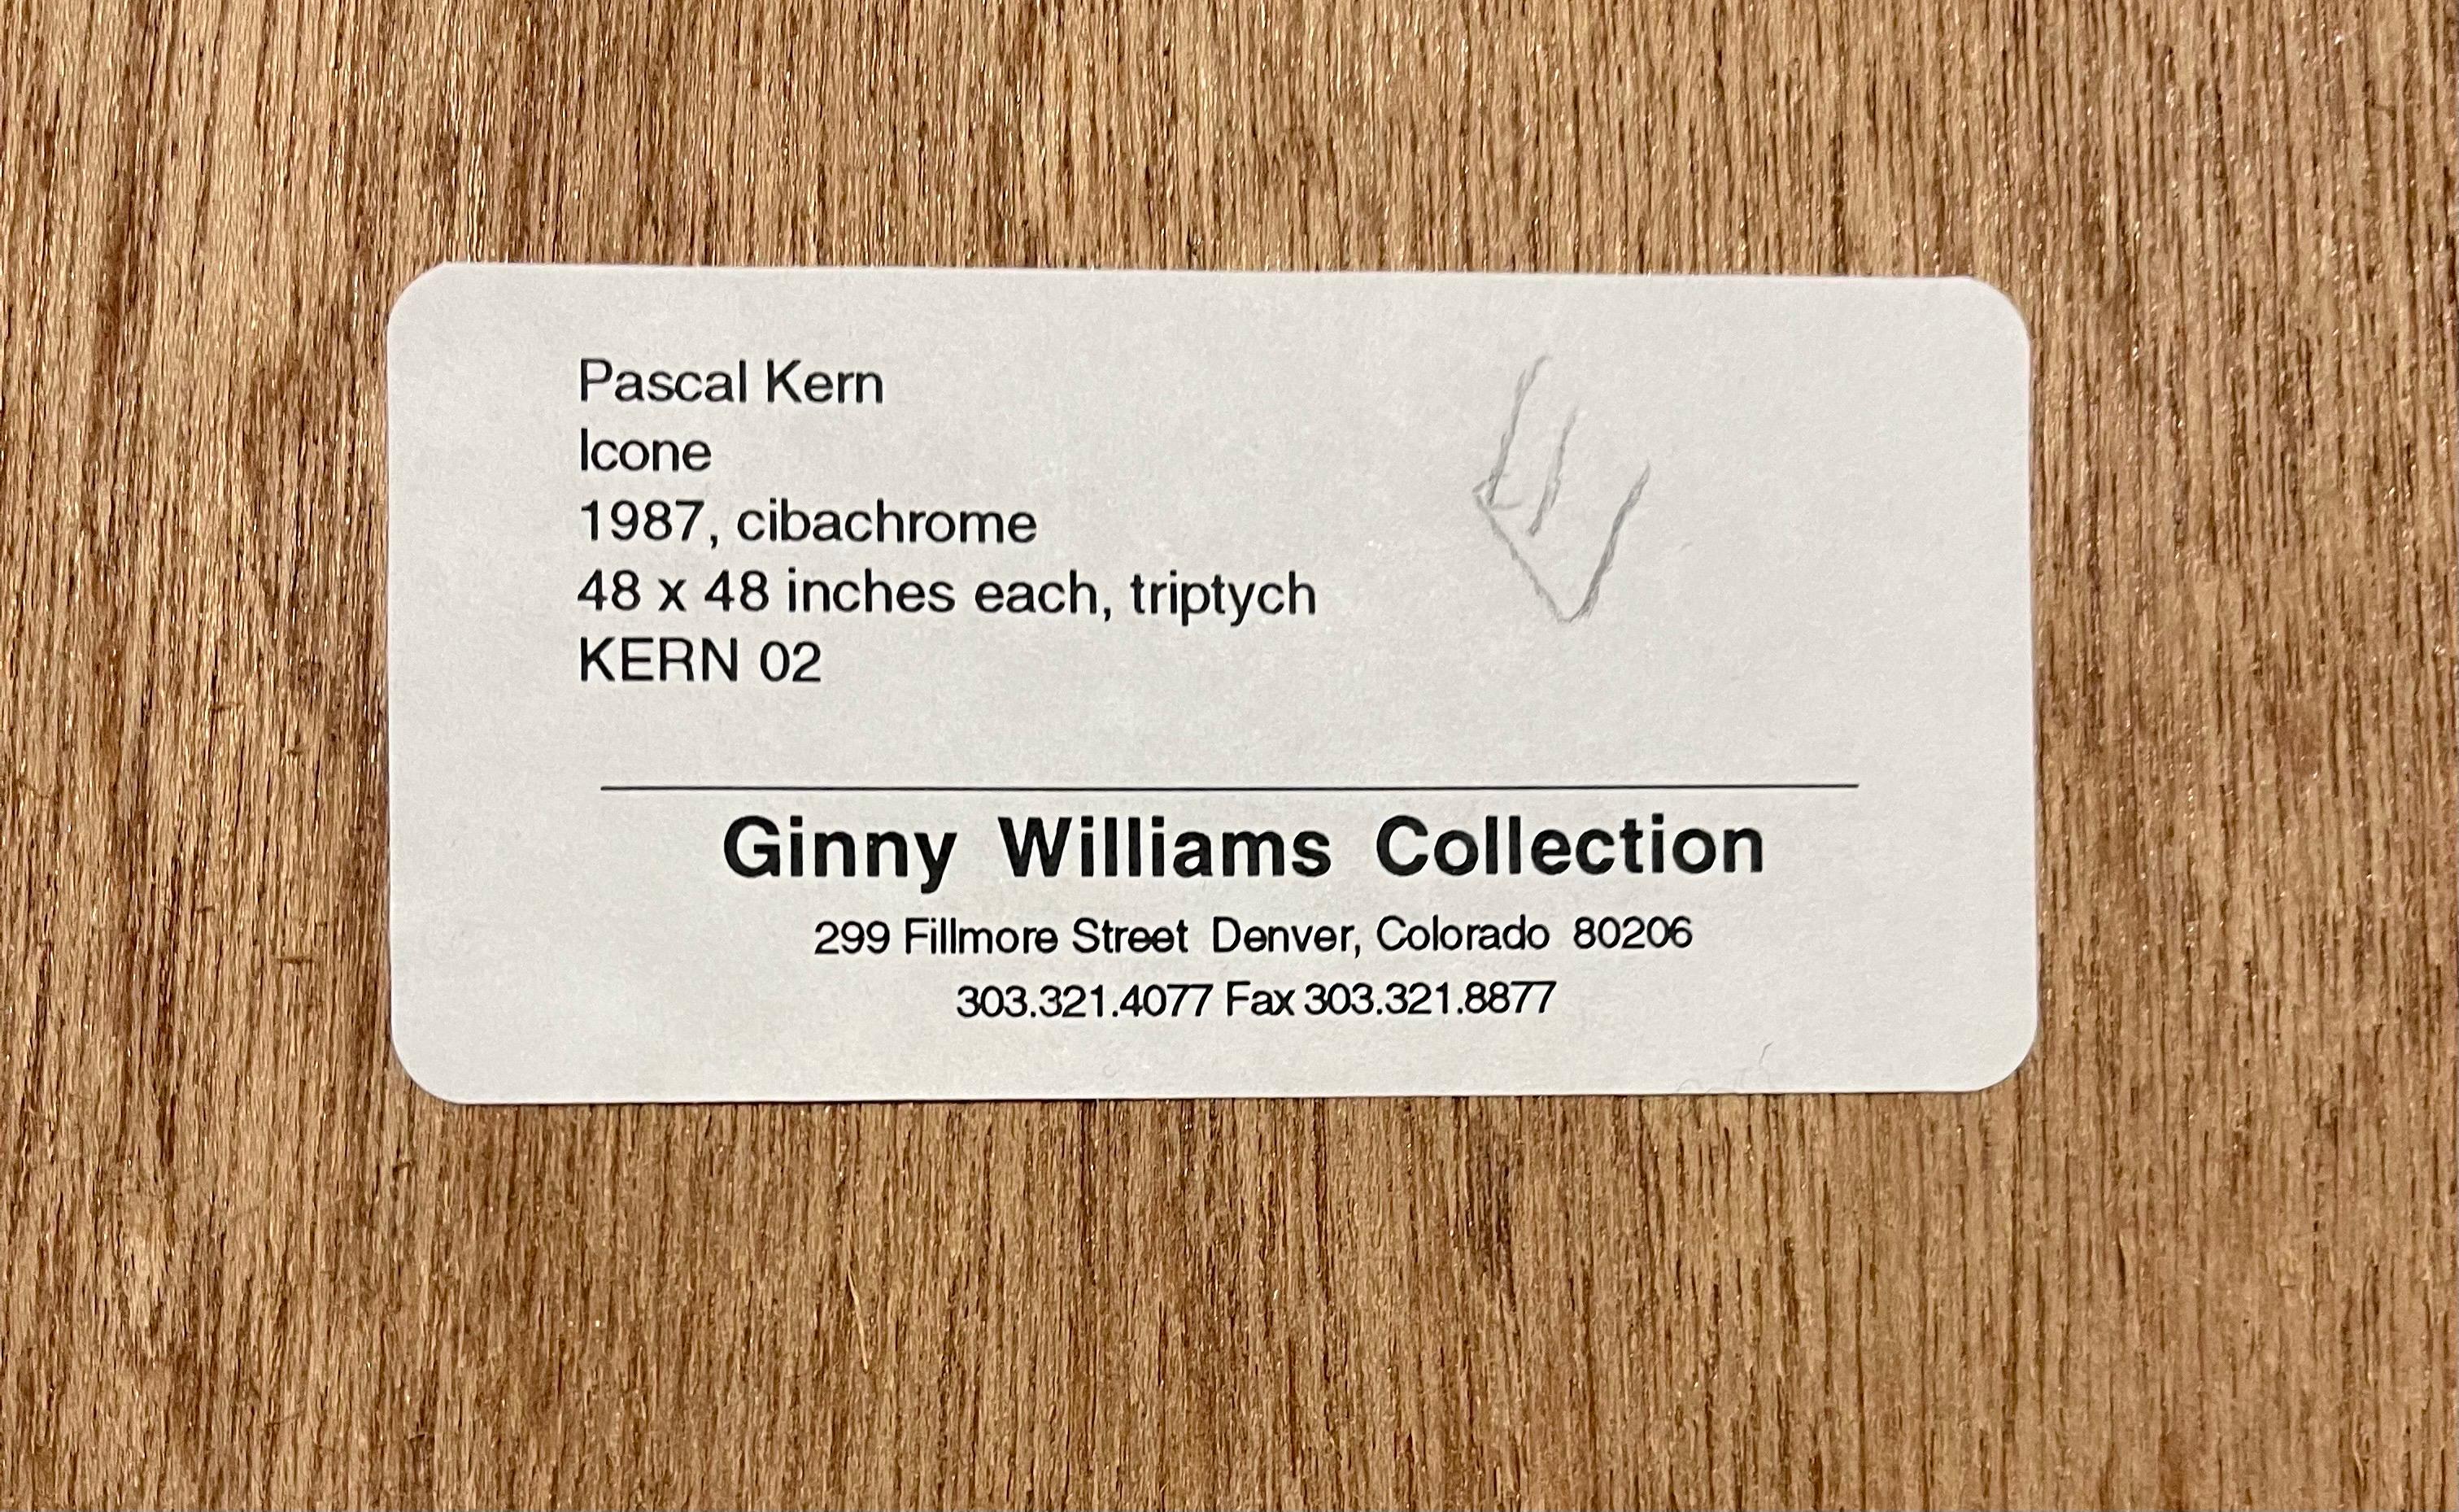 Pascal Kern
Icone
1987, cibachrome
48 x 48 inches each, triptych
KERN 02
Ginny Williams Collection
299 Fillmore Street Denver, Colorado 80206
303.321.4077 Fax 303.321.8877